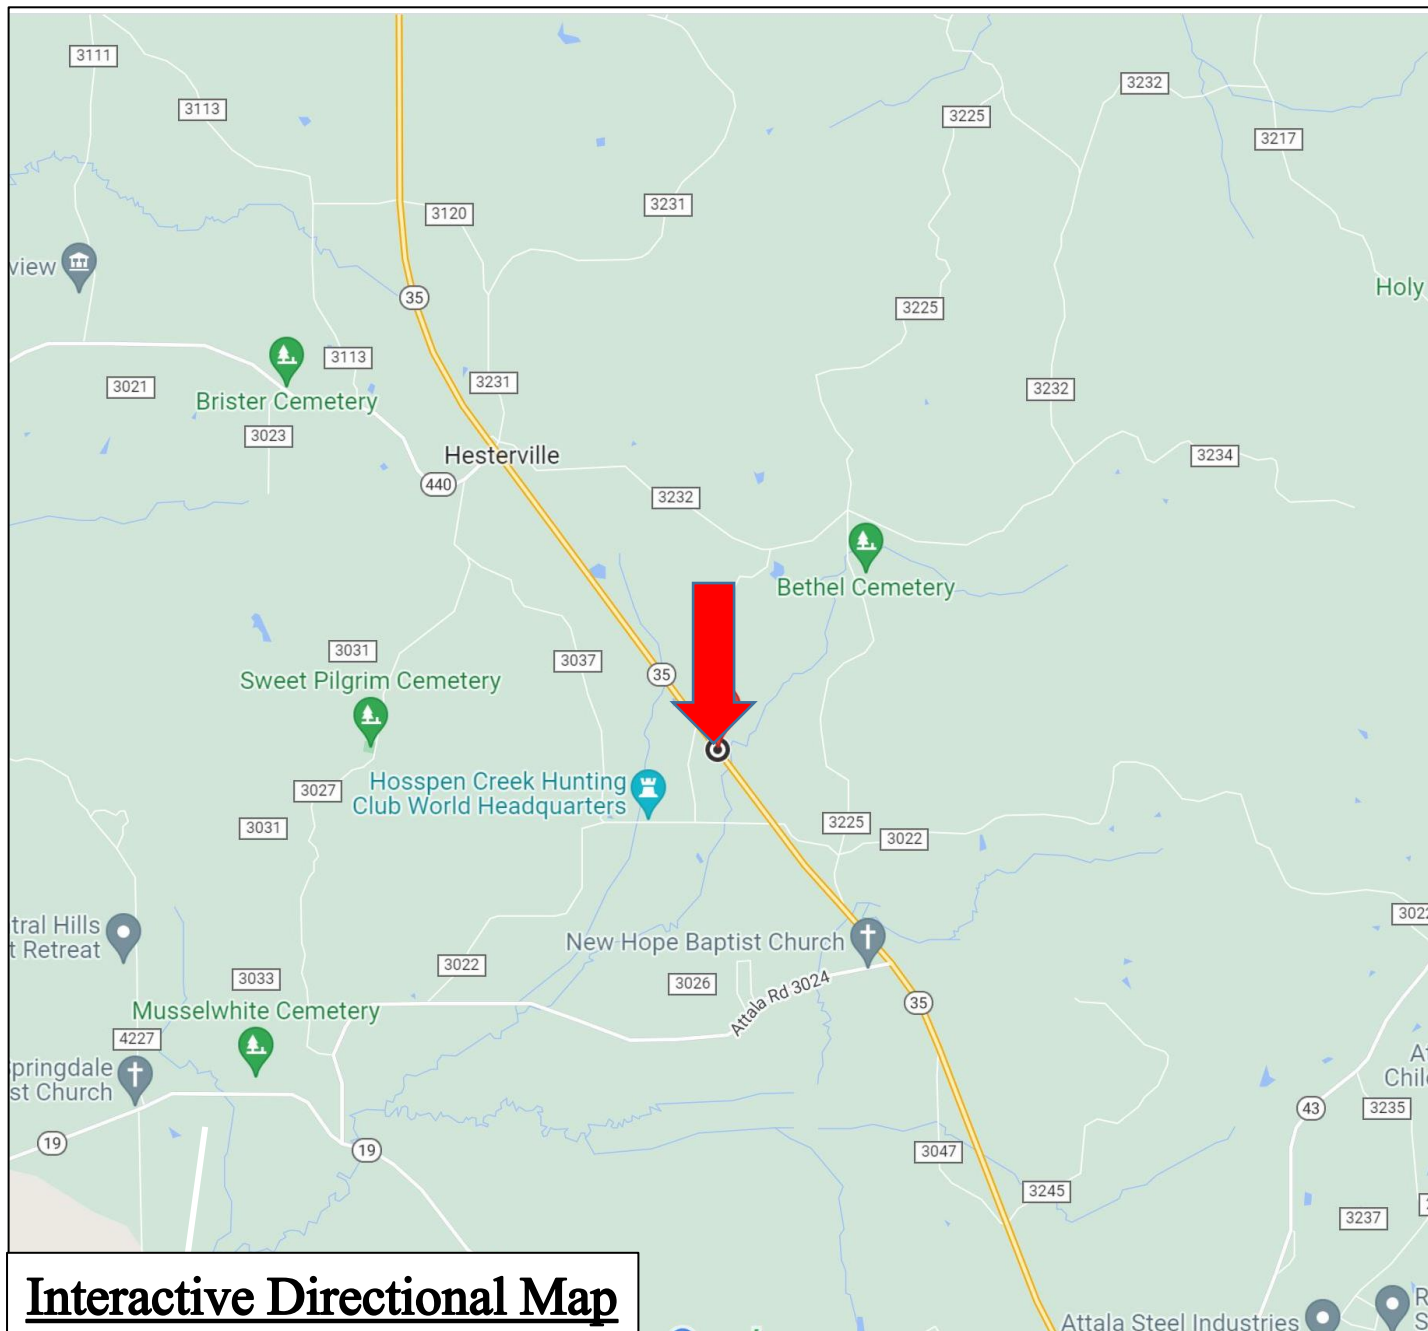 3111
3232
3113
3225
3217
3231
3120
view
Holy
35
3225
3113
3231
3021
3232
Brister Cemetery
3023
Hesterville
3234
440
3232
Bethel Cemetery
3031
3037
35
Sweet Pilgrim Cemetery
Hosspen Creek Hunting
Club World Headquarters
3027
3031
3225
3022
tral Hills
t Retreat
3022
New Hope Baptist Church
3022
3033
3026
Attala Rd 3024
35
Musselwhite Cemetery
4227
pringdale
st Church
Chil
43
3235
19
19
3047
3245
3237
Interactive Directional Map
Attala Steel Industries
R
S